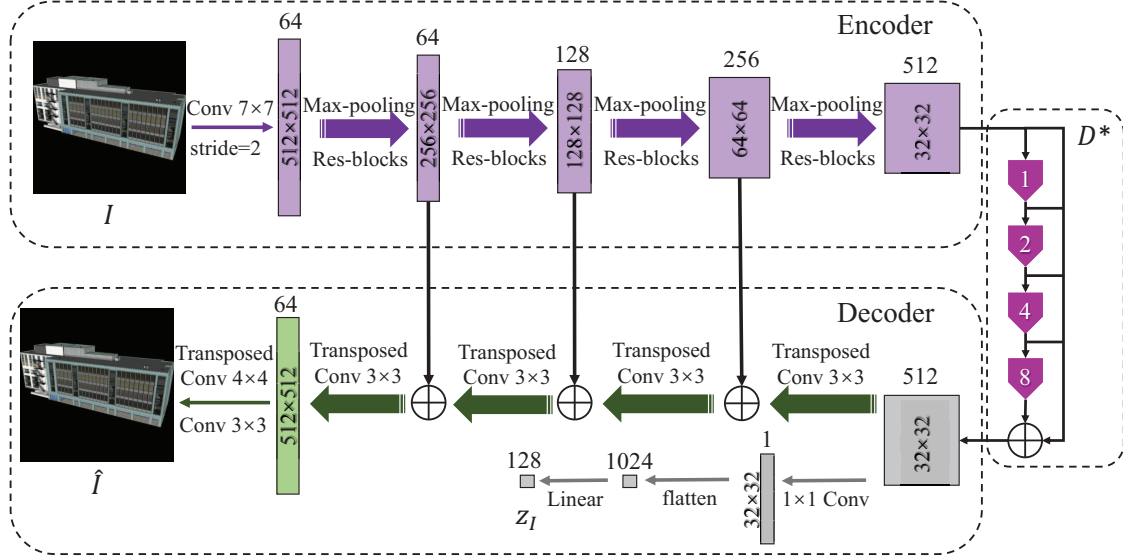 Encoder
64
64
128
256
512
Conv 7×7
stride=2
512×512
Max-pooling
Res-blocks
256×256
Max-pooling
Res-blocks
128×128
Max-pooling
Res-blocks
64×64
Max-pooling
Res-blocks
32×32
I
D*
1
2
4
8
Decoder
64
Transposed
Conv 4×4
Conv 3×3
512×512
Transposed
Conv 3×3
Transposed
Conv 3×3
Transposed
Conv 3×3
Transposed
Conv 3×3
512
32×32
Î
128
Linear
1024
flatten
1
32×32
1×1 Conv
z_I